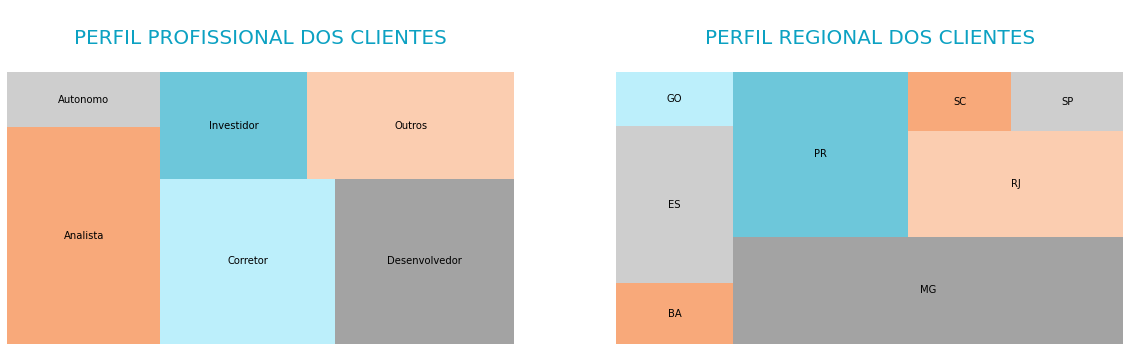 PERFIL PROFISSIONAL DOS CLIENTES
Autonomo
Investidor
Outros
Analista
Corretor
Desenvolvedor
PERFIL REGIONAL DOS CLIENTES
GO
SC
SP
PR
RJ
ES
MG
BA